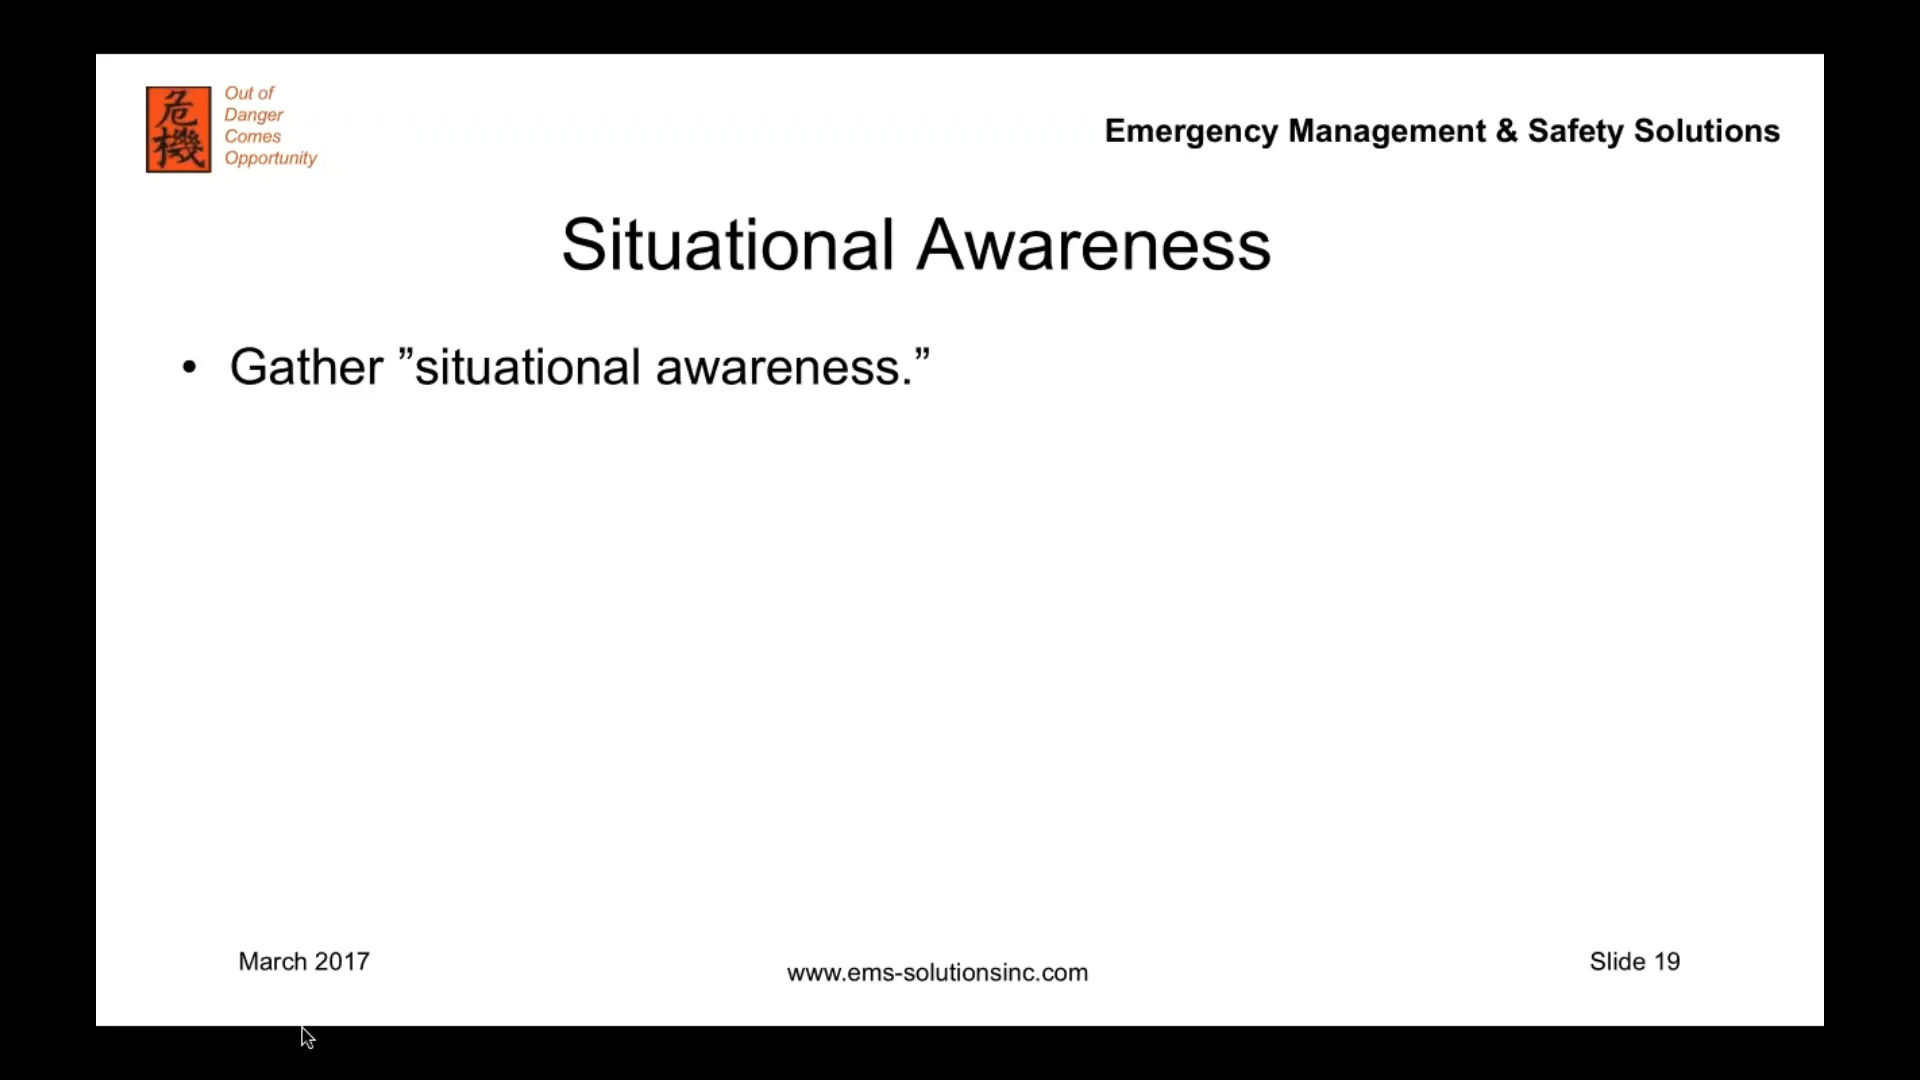 危機
Out of
Danger
Comes
Opportunity
Emergency Management & Safety Solutions
Situational Awareness
• Gather ”situational awareness.”
March 2017
www.ems-solutionsinc.com
Slide 19